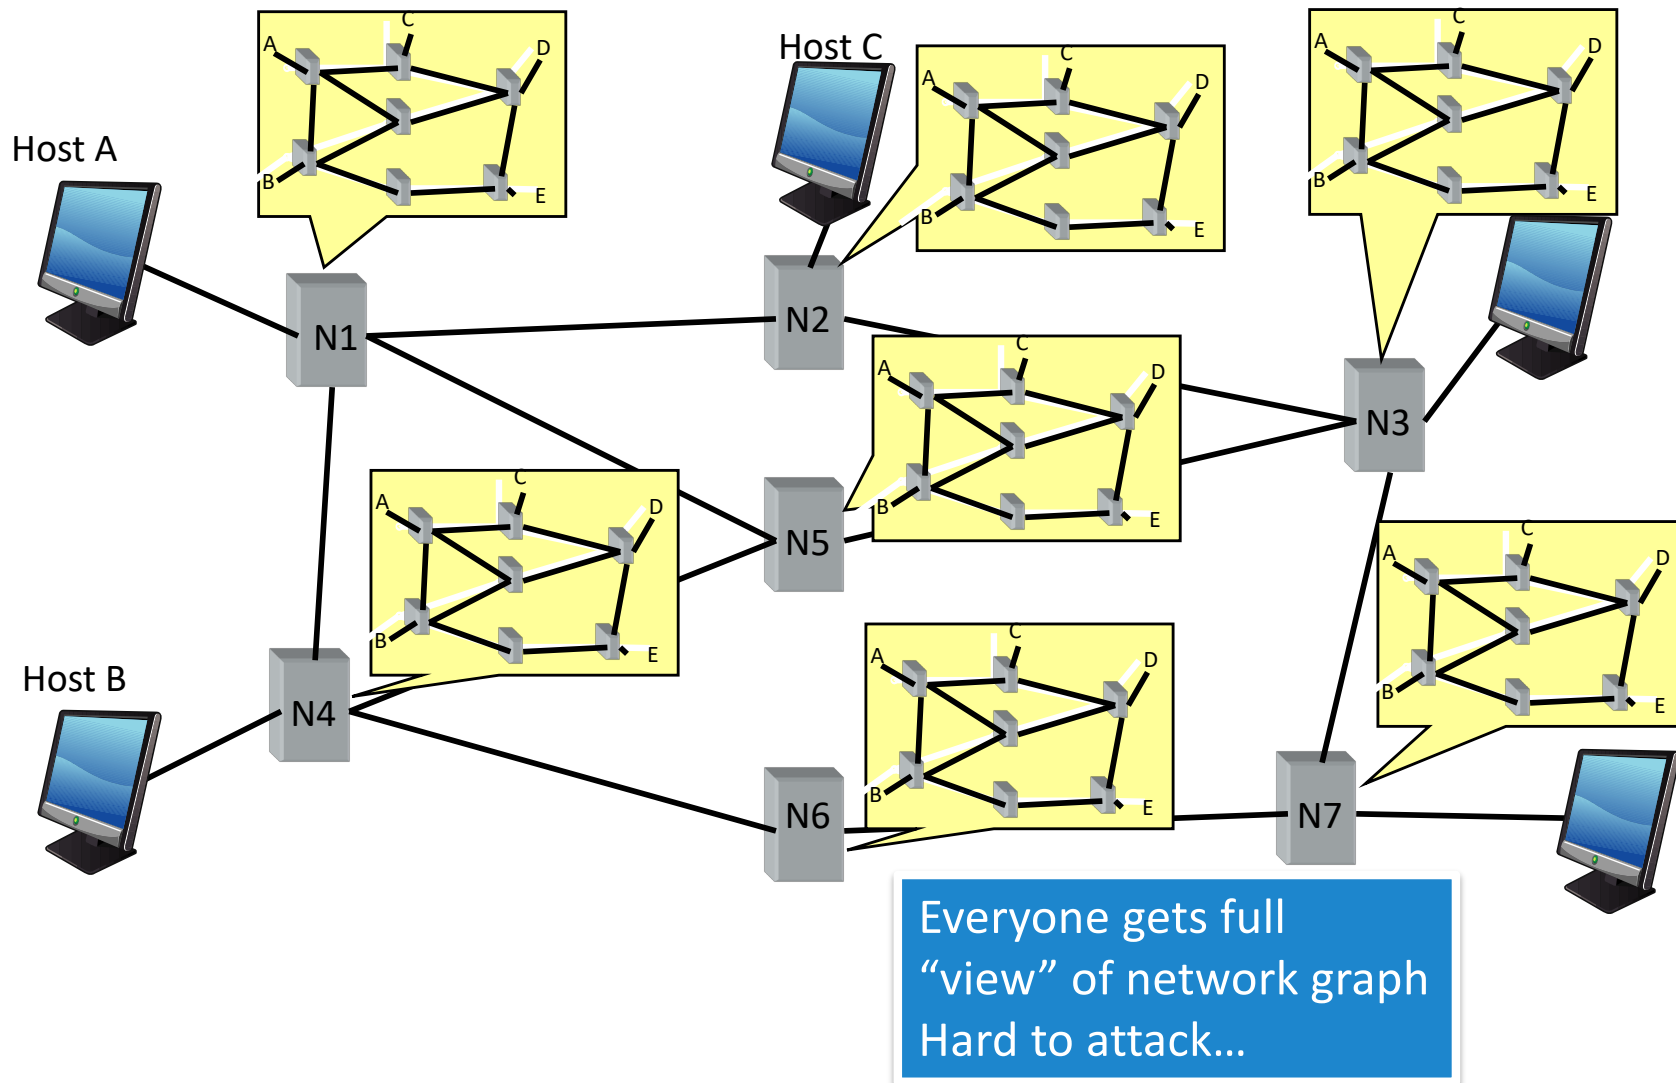 C
A
D
B
E
Host C
C
A
D
B
E
C
A
D
B
E
Host A
N1
N2
C
A
D
B
E
N3
C
A
D
B
E
N5
C
A
D
B
E
Host B
N4
C
A
D
B
E
N6
N7
Everyone gets full
“view” of network graph
Hard to attack…